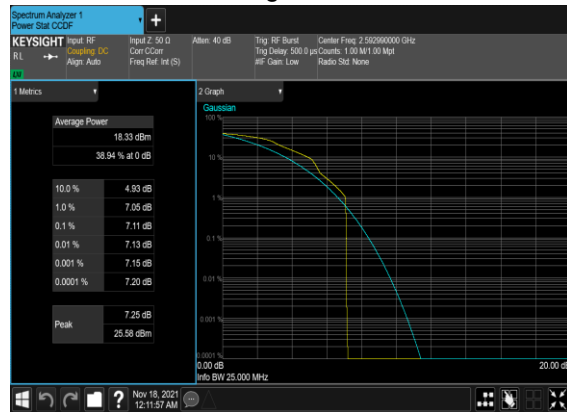 Spectrum Analyzer 1
Power Stat CCDF
+
KEYSIGHT Input: RF Input Z: 50 Ω Atten: 40 dB Trig: RF Burst Center Freq: 2.592990000 GHz
RL Coupling: DC Corr CCorr Trig Delay: 500.0 µs Counts: 1.00 M/1.00 Mpt
Align: Auto Freq Ref: Int (S) #IF Gain: Low Radio Std: None
1 Metrics
2 Graph
Average Power
18.33 dBm
38.94 % at 0 dB
10.0 % 4.93 dB
1.0 % 7.05 dB
0.1 % 7.11 dB
0.01 % 7.13 dB
0.001 % 7.15 dB
0.0001 % 7.20 dB
Peak 7.25 dB
25.58 dBm
Gaussian
100 %
10 %
1 %
0.1 %
0.01 %
0.001 %
0.0001 %
0.00 dB 20.00 dB
Info BW 25.000 MHz
? Nov 18, 2021
12:11:57 AM